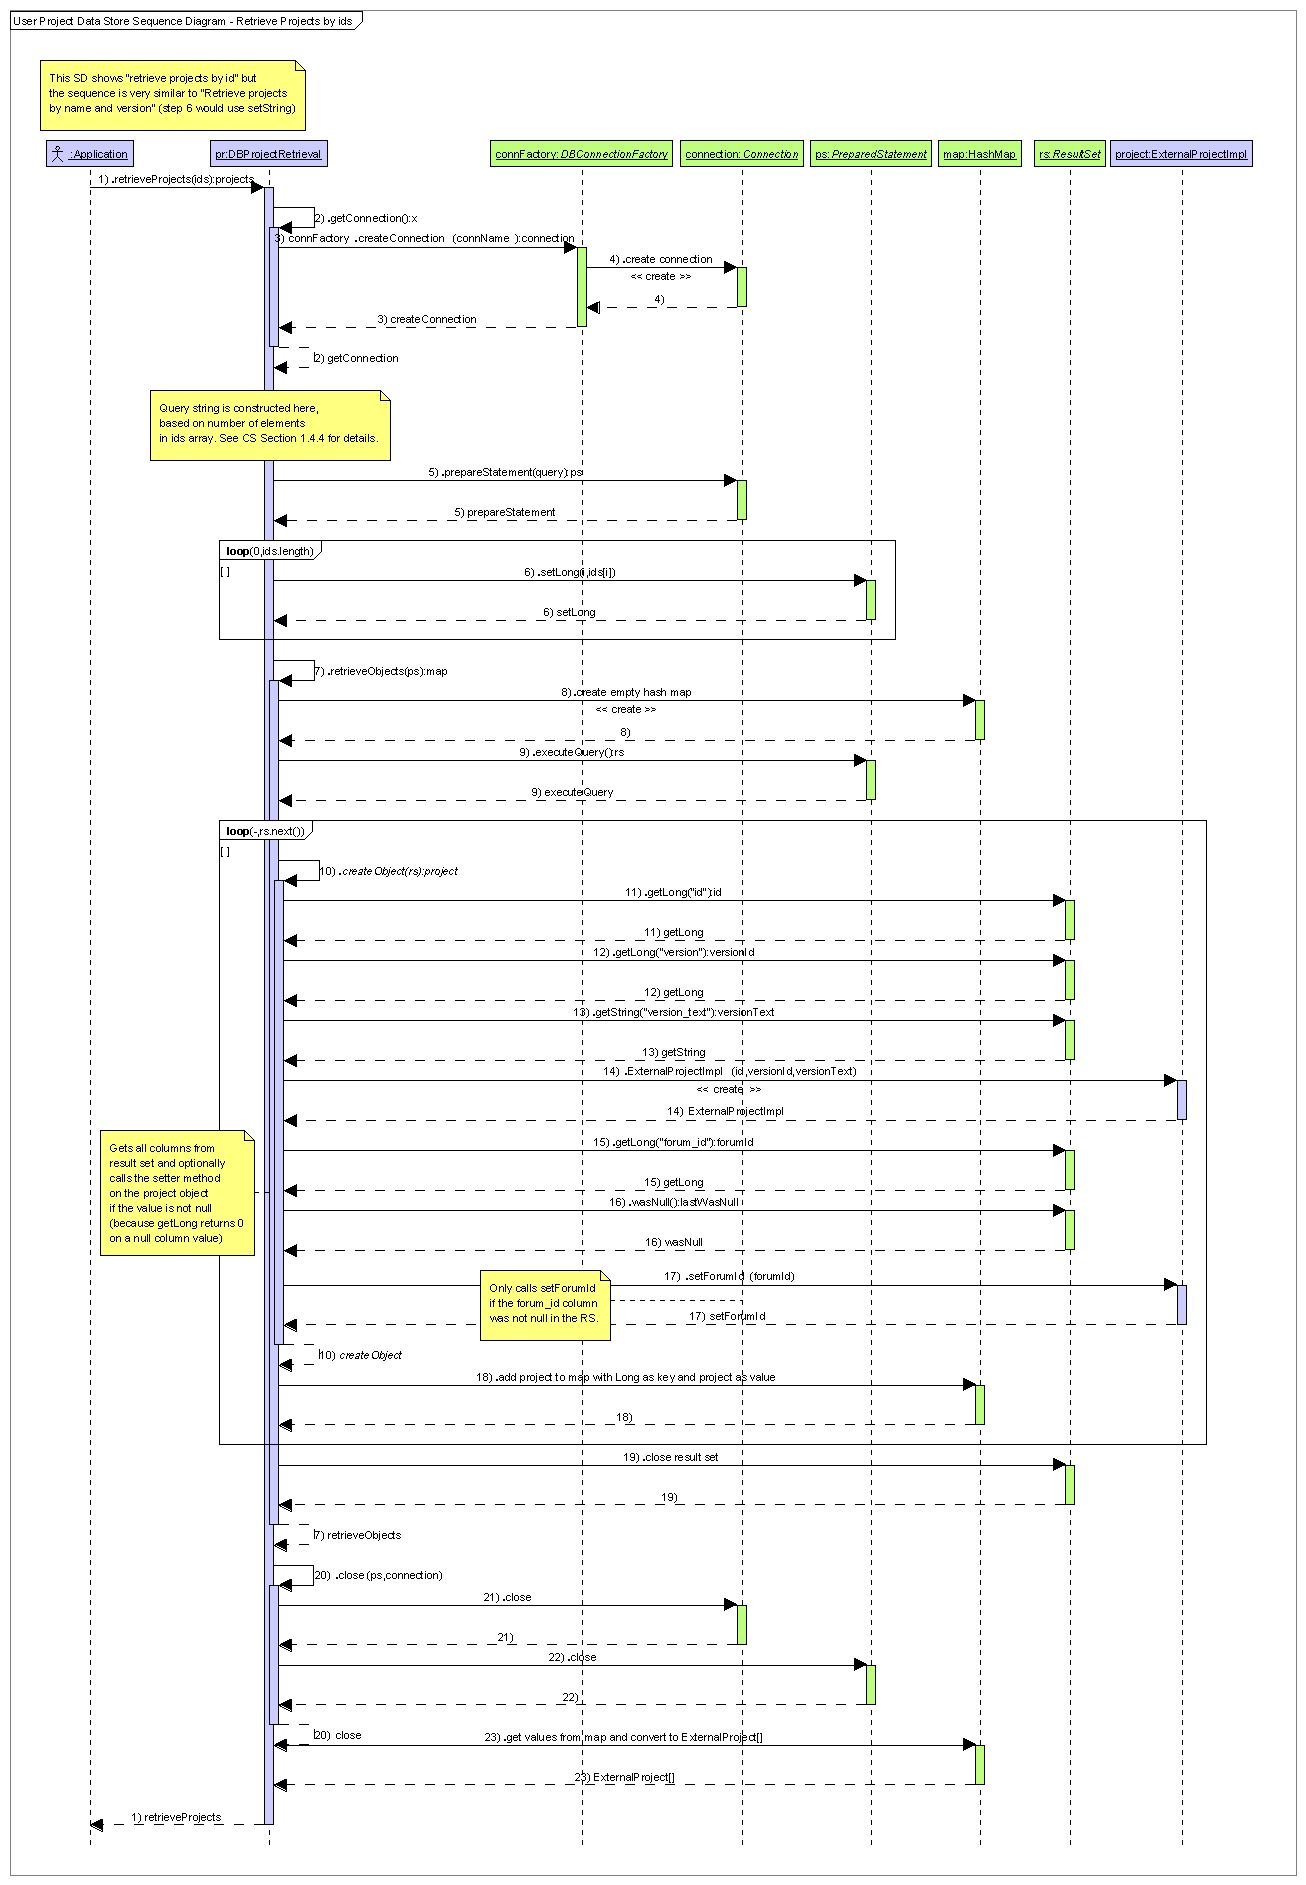 User Project Data Store Sequence Diagram - Retrieve Projects by ids
This SD shows "retrieve projects by id" but
the sequence is very similar to "Retrieve projects
by name and version" (step 6 would use setString)
:Application
pr:DBProjectRetrieval
connFactory:DBConnectionFactory
connection:Connection
ps:PreparedStatement
map:HashMap
rs:ResultSet
project:ExternalProjectImpl
1) .retrieveProjects(ids):projects
2) .getConnection():x
3) connFactory .createConnection (connName ):connection
4) .create connection
<< create >>
4)
3) createConnection
2) getConnection
Query string is constructed here,
based on number of elements
in ids array. See CS Section 1.4.4 for details.
5) .prepareStatement(query):ps
5) prepareStatement
loop(0,ids.length)
[ ]
6) .setLong(i,ids[i])
6) setLong
7) .retrieveObjects(ps):map
8) .create empty hash map
<< create >>
8)
9) .executeQuery():rs
9) executeQuery
loop(-,rs.next())
[ ]
10) .createObject(rs):project
11) .getLong("id"):id
11) getLong
12) .getLong("version"):versionId
12) getLong
13) .getString("version_text"):versionText
13) getString
14) .ExternalProjectImpl (id,versionId,versionText)
<< create >>
14) ExternalProjectImpl
Gets all columns from
result set and optionally
calls the setter method
on the project object
if the value is not null
(because getLong returns 0
on a null column value)
15) .getLong("forum_id"):forumId
15) getLong
16) .wasNull():lastWasNull
16) wasNull
17) .setForumId (forumId)
Only calls setForumId
if the forum_id column
was not null in the RS.
17) setForumId
10) createObject
18) .add project to map with Long as key and project as value
18)
19) .close result set
19)
7) retrieveObjects
20) .close (ps,connection)
21) .close
21)
22) .close
22)
20) close
23) .get values from map and convert to ExternalProject[]
23) ExternalProject[]
1) retrieveProjects